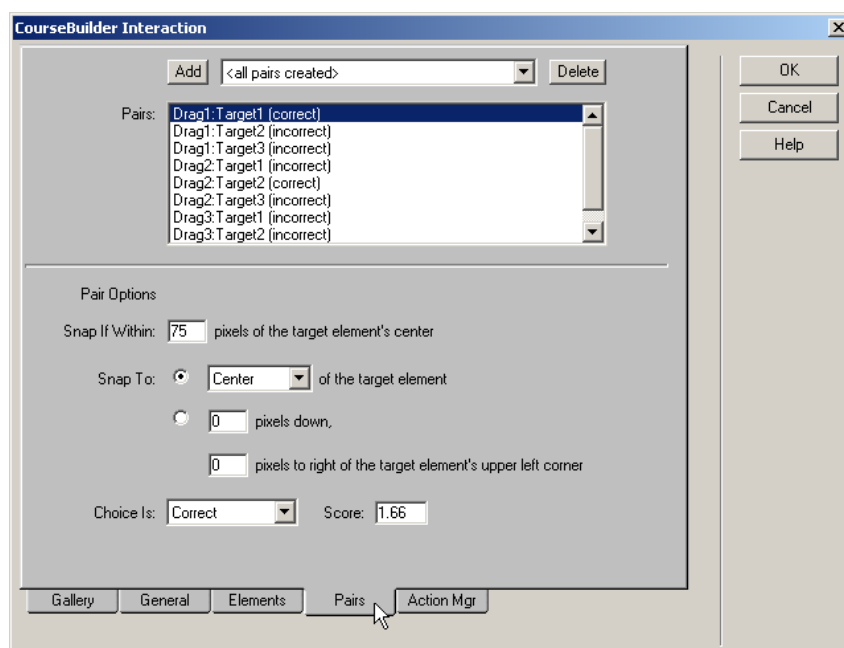 CourseBuilder Interaction
Add <all pairs created> Delete
OK
Cancel
Help
Pairs: Drag1:Target1 (correct)
Drag1:Target2 (incorrect)
Drag1:Target3 (incorrect)
Drag2:Target1 (incorrect)
Drag2:Target2 (correct)
Drag2:Target3 (incorrect)
Drag3:Target1 (incorrect)
Drag3:Target2 (incorrect)
Pair Options
Snap If Within: 75 pixels of the target element's center
Snap To: Center of the target element
0 pixels down,
0 pixels to right of the target element's upper left corner
Choice Is: Correct Score: 1.66
Gallery General Elements Pairs Action Mgr